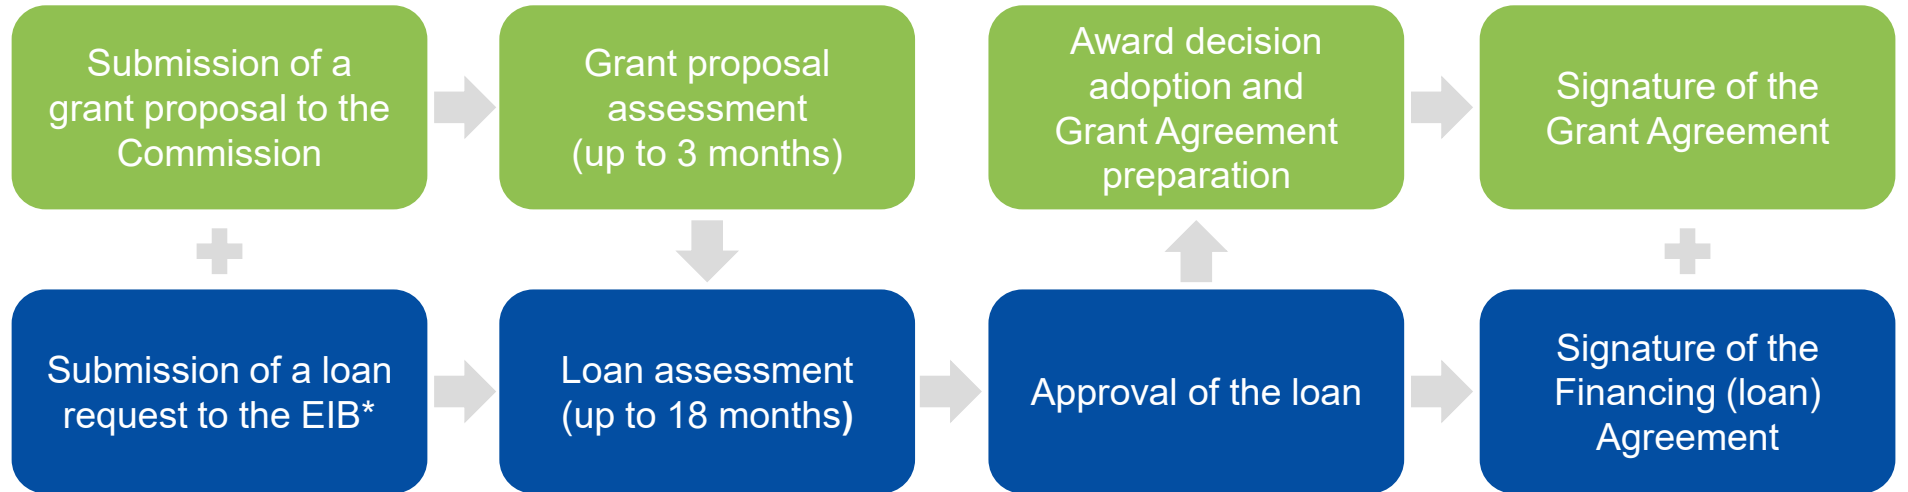 Submission of a
grant proposal to the
Commission
Grant proposal
assessment
(up to 3 months)
Award decision
adoption and
Grant Agreement
preparation
Signature of the
Grant Agreement
Submission of a loan
request to the EIB*
Loan assessment
(up to 18 months)
Approval of the loan
Signature of the
Financing (loan)
Agreement